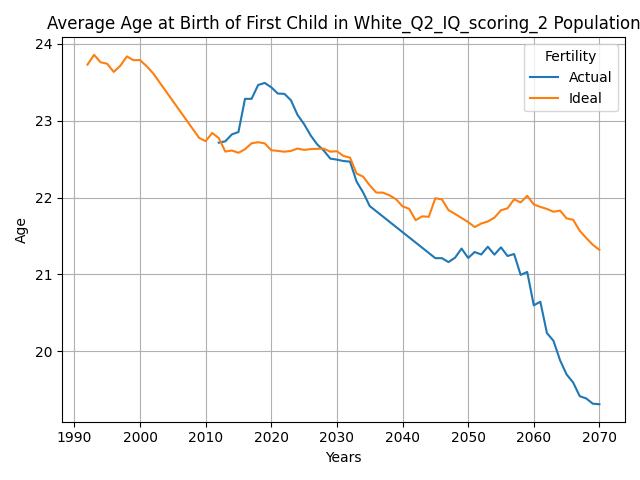 Average Age at Birth of First Child in White_Q2_IQ_scoring_2 Population
Fertility
Actual
Ideal
Age
24
23
22
21
20
1990 2000 2010 2020 2030 2040 2050 2060 2070
Years